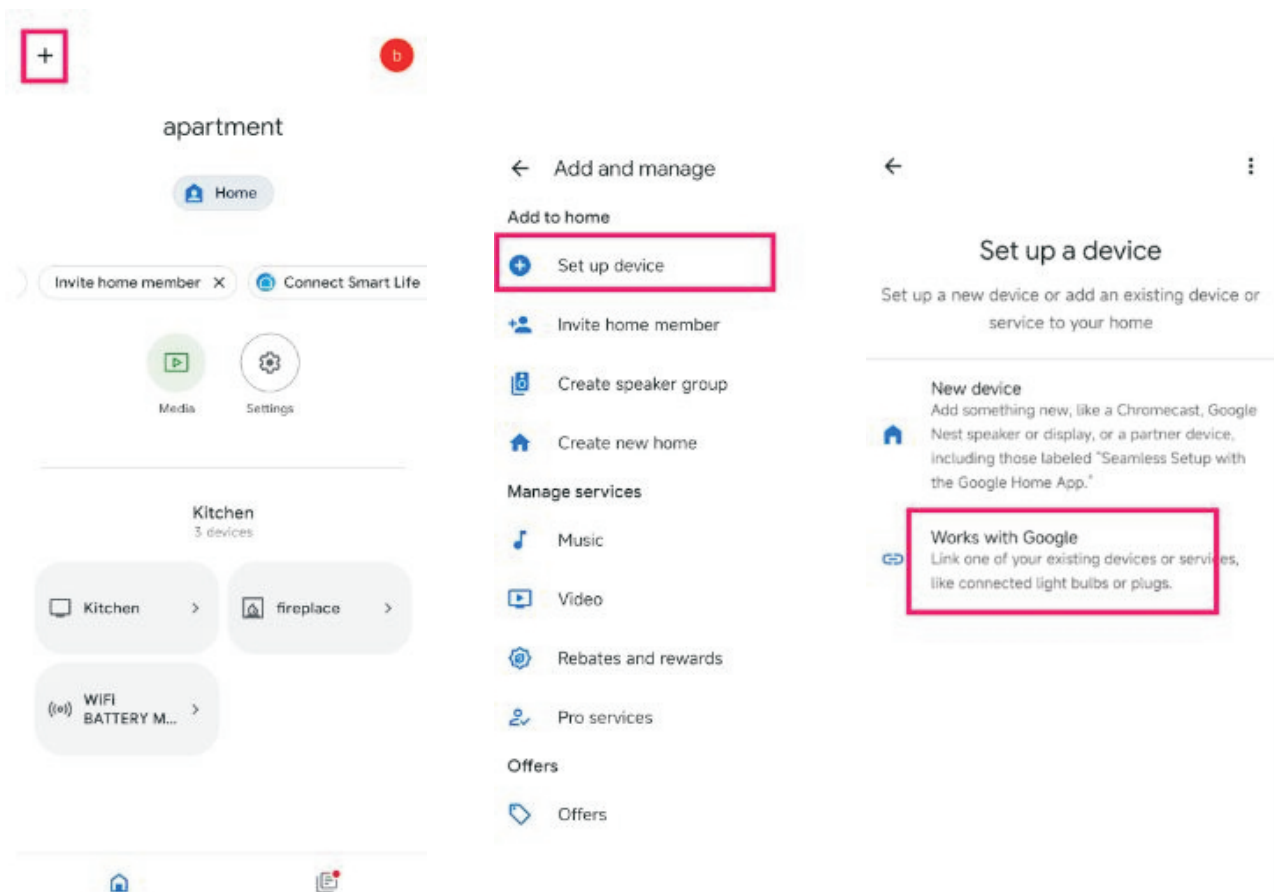 +
b
apartment
Home
Invite home member X
Connect Smart Life
Media
Settings
Kitchen
3 devices
Kitchen >
fireplace >
WiFi
BATTERY M... >
← Add and manage
Add to home
Set up device
Invite home member
Create speaker group
Create new home
Manage services
Music
Video
Rebates and rewards
Pro services
Offers
Offers
Set up a device
Set up a new device or add an existing device or
service to your home
New device
Add something new, like a Chromecast, Google
Nest speaker or display, or a partner device,
including those labeled "Seamless Setup with
the Google Home App."
Works with Google
Link one of your existing devices or services,
like connected light bulbs or plugs.